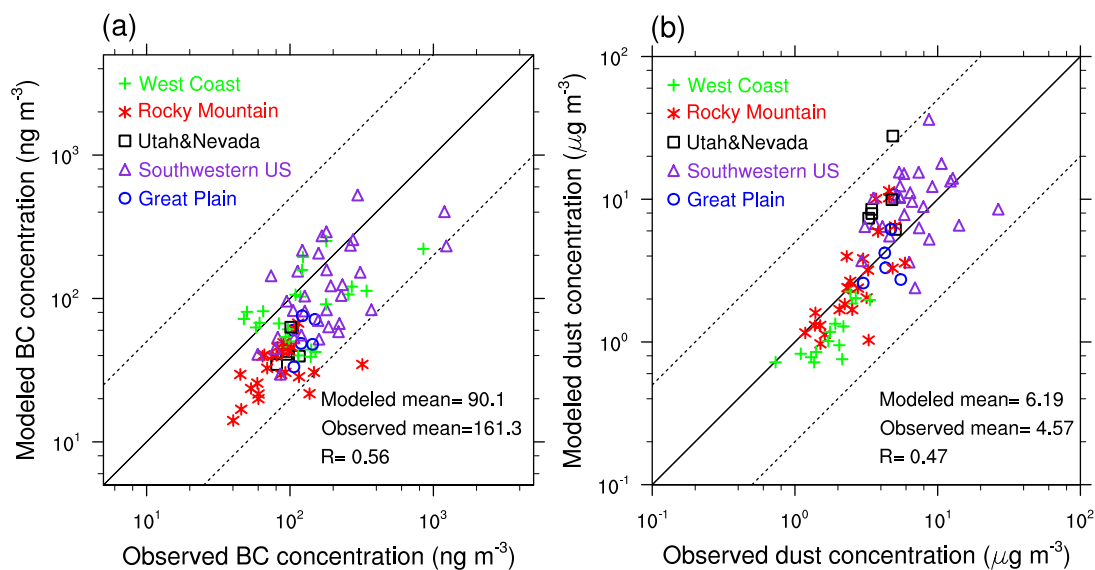 (a)
Modeled BC concentration (ng m⁻³)
10³
10²
10¹
West Coast
Rocky Mountain
Utah&Nevada
Southwestern US
Great Plain
Modeled mean= 90.1
Observed mean=161.3
R= 0.56
10¹ 10² 10³
Observed BC concentration (ng m⁻³)
(b)
Modeled dust concentration (μg m⁻³)
10²
10¹
10⁰
10⁻¹
West Coast
Rocky Mountain
Utah&Nevada
Southwestern US
Great Plain
Modeled mean= 6.19
Observed mean= 4.57
R= 0.47
10⁻¹ 10⁰ 10¹ 10²
Observed dust concentration (μg m⁻³)